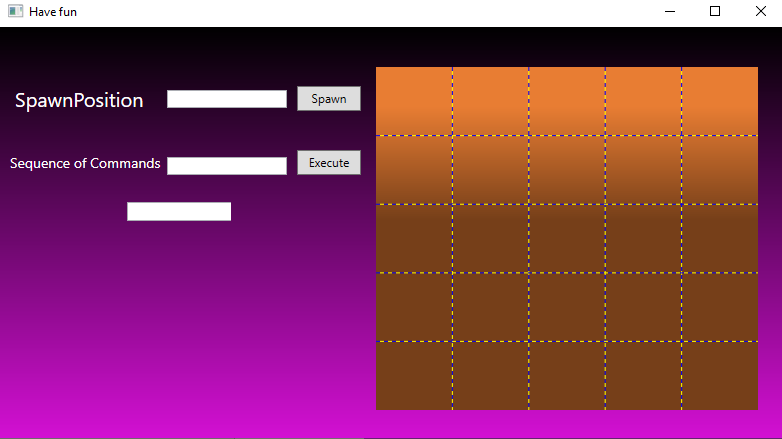 Have fun
SpawnPosition
Spawn
Sequence of Commands
Execute